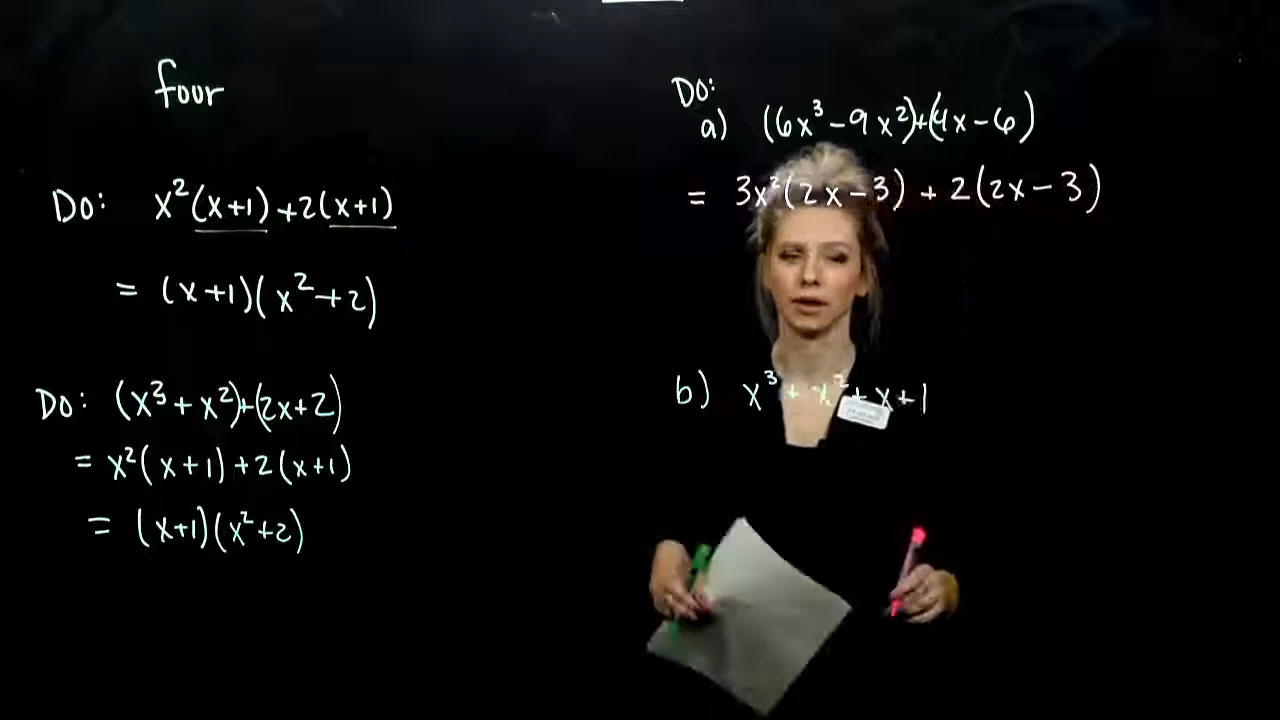 four
Do: x²(x+1)+2(x+1)
= (x+1)(x²+2)
Do: (x³+x²)+(2x+2)
= x²(x+1)+2(x+1)
= (x+1)(x²+2)
Do:
a) (6x³-9x²)+(4x-6)
= 3x²(2x-3) + 2(2x-3)
b) x³+x²+x+1